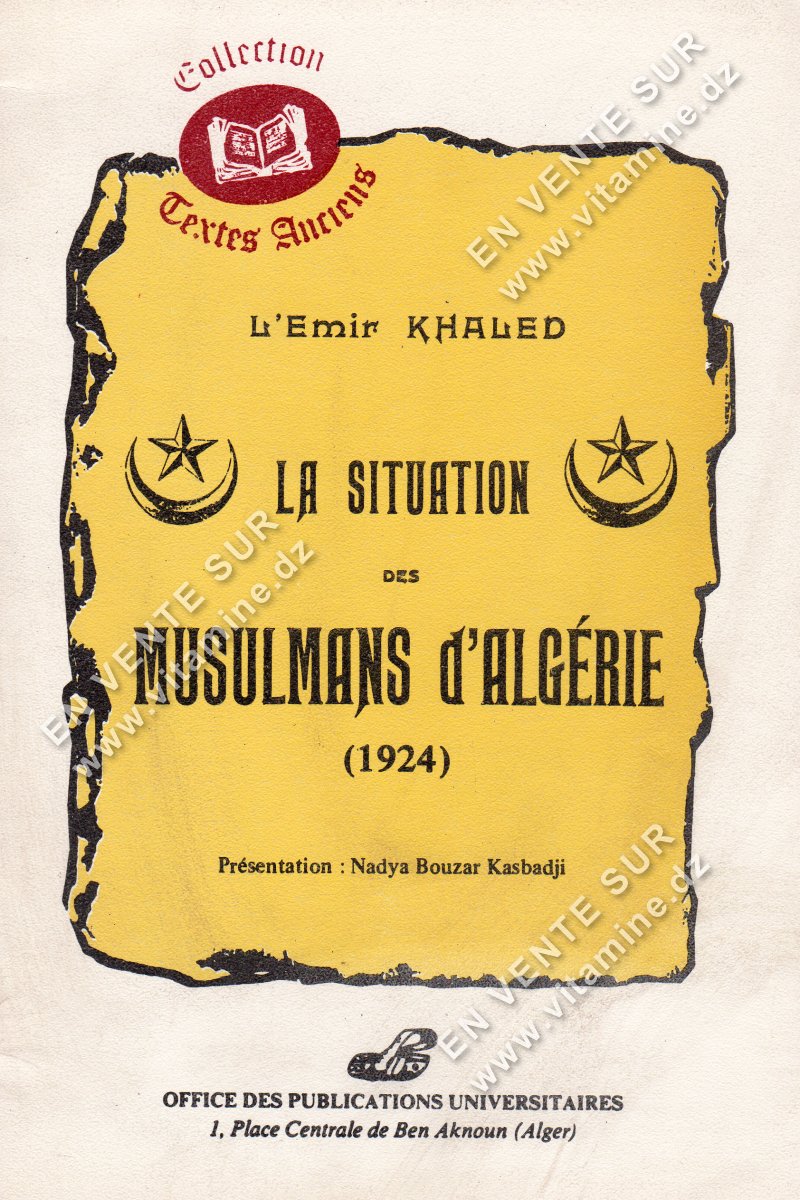 Collection
Textes Anciens
L'Emir KHALED
LA SITUATION
DES
MUSULMANS d'ALGÉRIE
(1924)
Présentation : Nadya Bouzar Kasbadji
OFFICE DES PUBLICATIONS UNIVERSITAIRES
1, Place Centrale de Ben Aknoun (Alger)
EN VENTE SUR
www.vitamine.dz
EN VENTE SUR
www.vitamine.dz
EN VENTE SUR
www.vitamine.dz